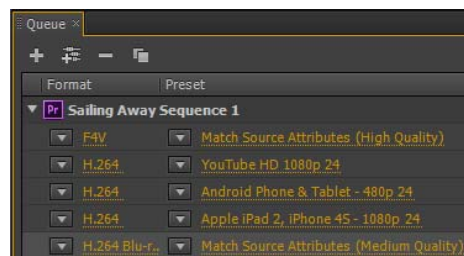 Queue ×
Format Preset
Pr Sailing Away Sequence 1
F4V Match Source Attributes (High Quality)
H.264 YouTube HD 1080p 24
H.264 Android Phone & Tablet - 480p 24
H.264 Apple iPad 2, iPhone 4S - 1080p 24
H.264 Blu-r.. Match Source Attributes (Medium Quality)